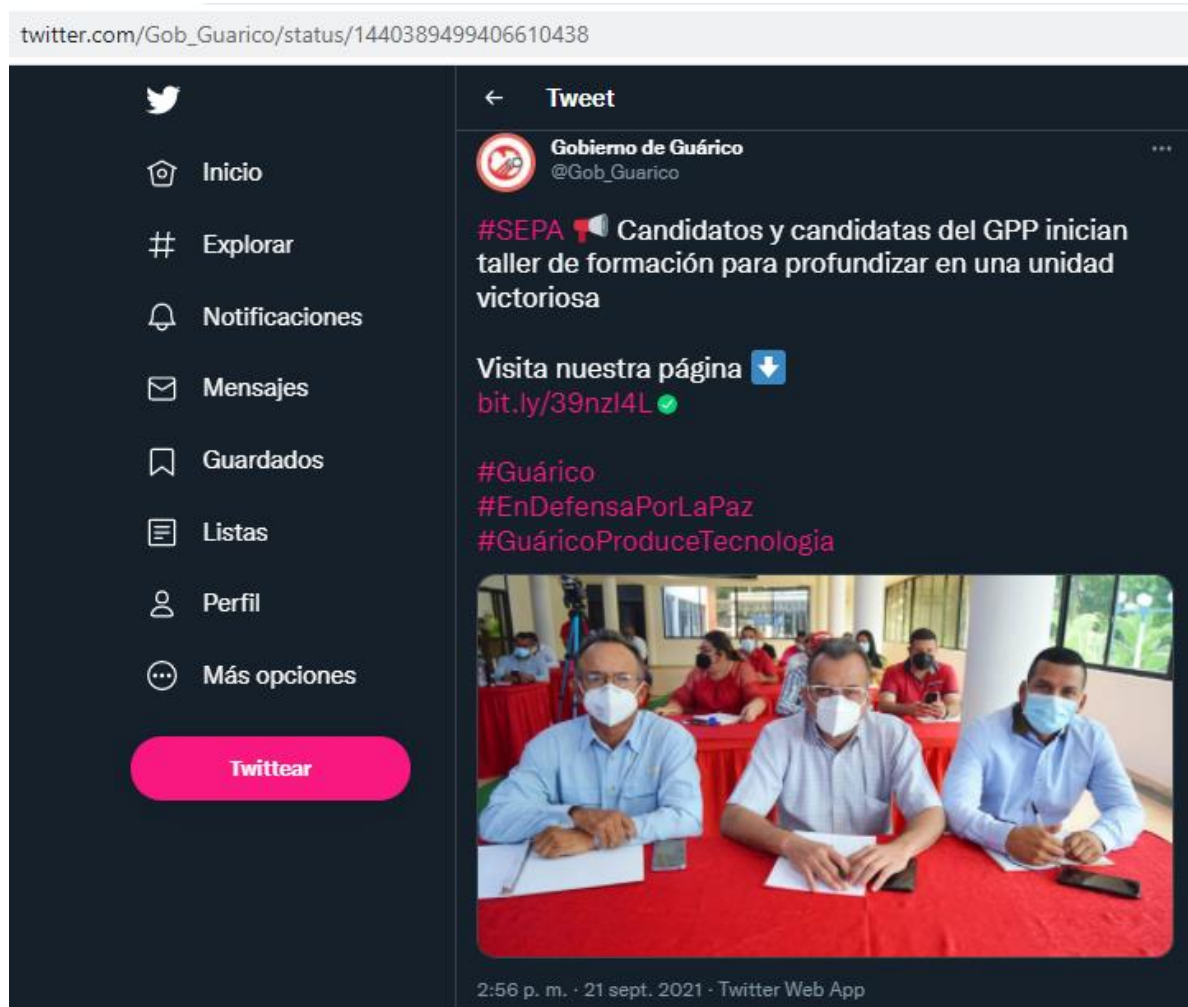 twitter.com/Gob_Guarico/status/1440389499406610438
Inicio
Explorar
Notificaciones
Mensajes
Guardados
Listas
Perfil
Más opciones
Twittear
Tweet
Gobierno de Guárico
@Gob_Guarico
#SEPA Candidatos y candidatas del GPP inician
taller de formación para profundizar en una unidad
victoriosa
Visita nuestra página
bit.ly/39nzl4L
#Guárico
#EnDefensaPorLaPaz
#GuáricoProduceTecnologia
2:56 p. m. · 21 sept. 2021 · Twitter Web App